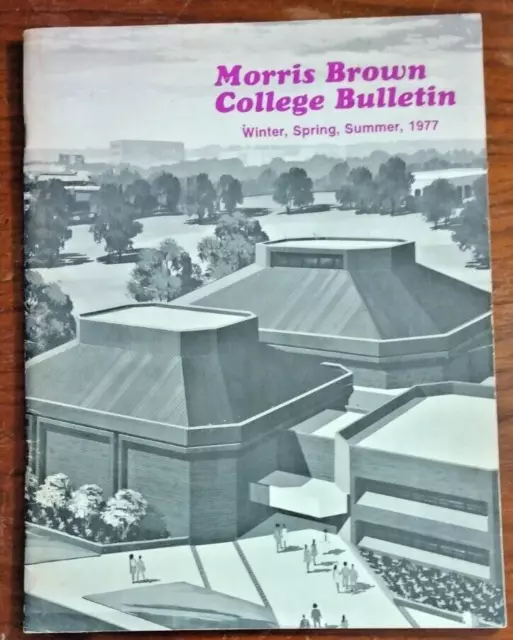 Morris Brown
College Bulletin
Winter, Spring, Summer, 1977